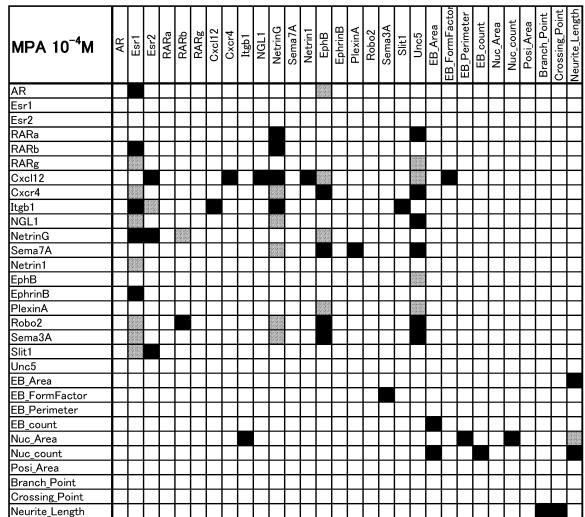 MPA 10⁻⁴M
AR
Esr1
Esr2
RARa
RARb
RARg
Cxcl12
Cxcr4
Itgb1
NGL1
NetrinG
Sema7A
Netrin1
EphB
EphrinB
PlexinA
Robo2
Sema3A
Slit1
Unc5
EB_Area
EB_FormFactor
EB_Perimeter
EB_count
Nuc_Area
Nuc_count
Posi_Area
Branch_Point
Crossing_Point
Neurite_Length
AR
Esr1
Esr2
RARa
RARb
RARg
Cxcl12
Cxcr4
Itgb1
NGL1
NetrinG
Sema7A
Netrin1
EphB
EphrinB
PlexinA
Robo2
Sema3A
Slit1
Unc5
EB_Area
EB_FormFactor
EB_Perimeter
EB_count
Nuc_Area
Nuc_count
Posi_Area
Branch_Point
Crossing_Point
Neurite_Length